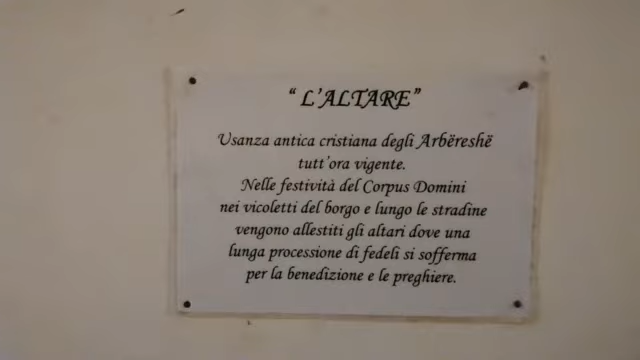 “ L’ALTARE”
Usanza antica cristiana degli Arbëreshë
tutt’ora vigente.
Nelle festività del Corpus Domini
nei vicoletti del borgo e lungo le stradine
vengono allestiti gli altari dove una
lunga processione di fedeli si sofferma
per la benedizione e le preghiere.